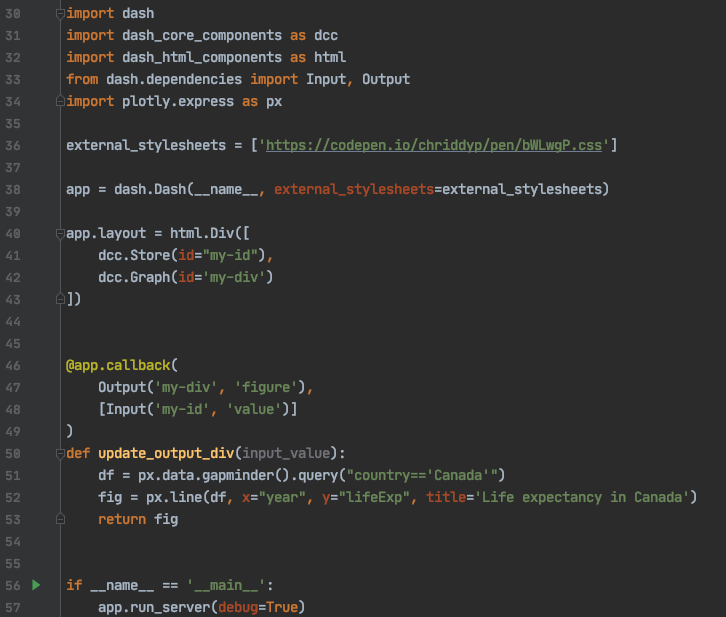 30 import dash
31 import dash_core_components as dcc
32 import dash_html_components as html
33 from dash.dependencies import Input, Output
34 import plotly.express as px
35
36 external_stylesheets = ['https://codepen.io/chriddyp/pen/bWLwgP.css']
37
38 app = dash.Dash(__name__, external_stylesheets=external_stylesheets)
39
40 app.layout = html.Div([
41     dcc.Store(id="my-id"),
42     dcc.Graph(id='my-div')
43 ])
44
45
46 @app.callback(
47     Output('my-div', 'figure'),
48     [Input('my-id', 'value')]
49 )
50 def update_output_div(input_value):
51     df = px.data.gapminder().query("country=='Canada'")
52     fig = px.line(df, x="year", y="lifeExp", title='Life expectancy in Canada')
53     return fig
54
55
56 if __name__ == '__main__':
57     app.run_server(debug=True)